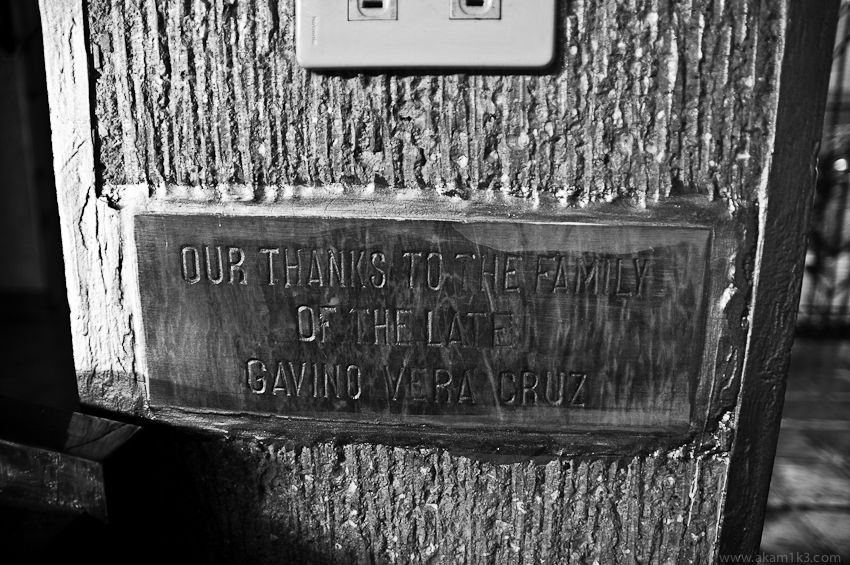 OUR THANKS TO THE FAMILY
OF THE LATE
GAVINO VERA CRUZ
www.akam1k3.com